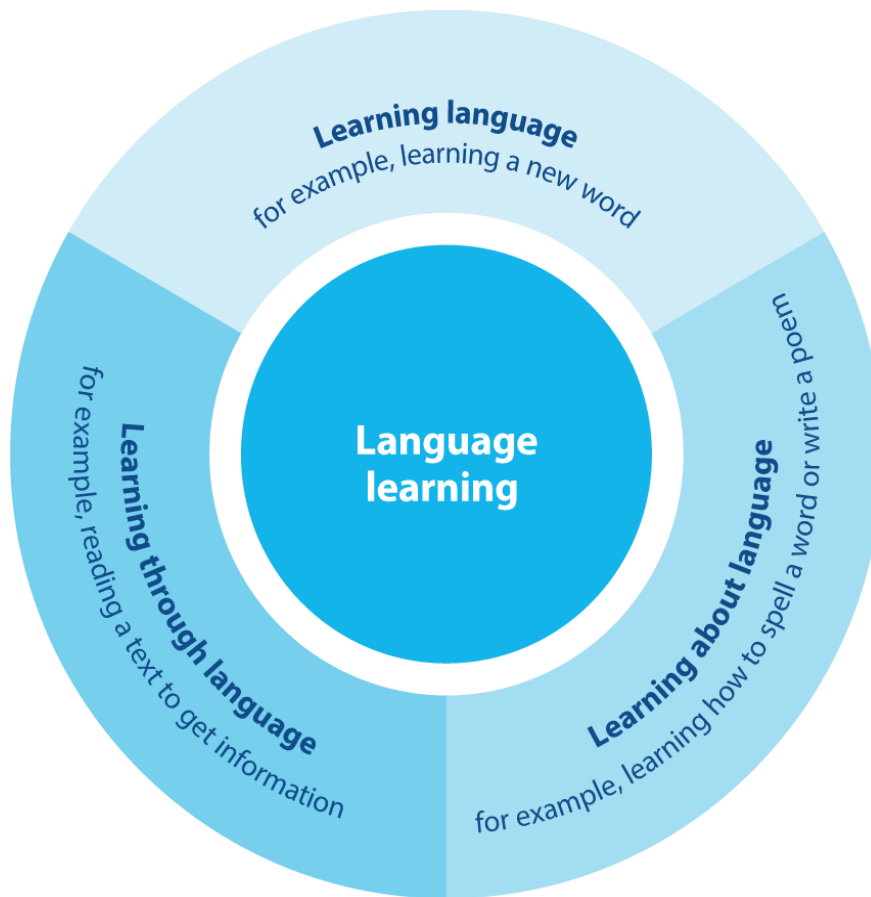 Learning language
for example, learning a new word
Language
learning
Learning through language
for example, reading a text to get information
Learning about language
for example, learning how to spell a word or write a poem